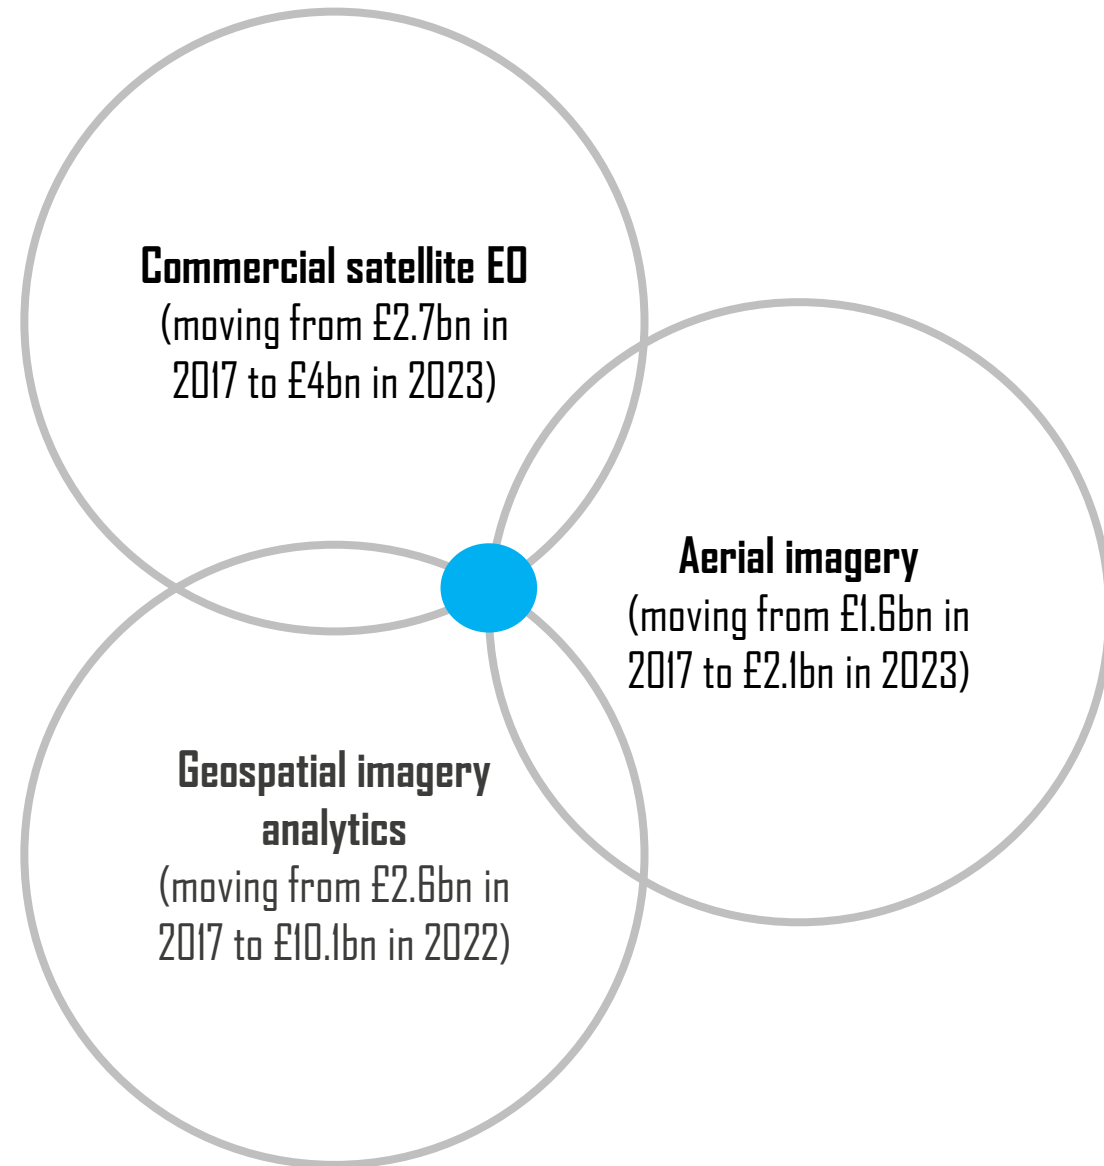 Commercial satellite EO
(moving from £2.7bn in
2017 to £4bn in 2023)
Aerial imagery
(moving from £1.6bn in
2017 to £2.1bn in 2023)
Geospatial imagery
analytics
(moving from £2.6bn in
2017 to £10.1bn in 2022)